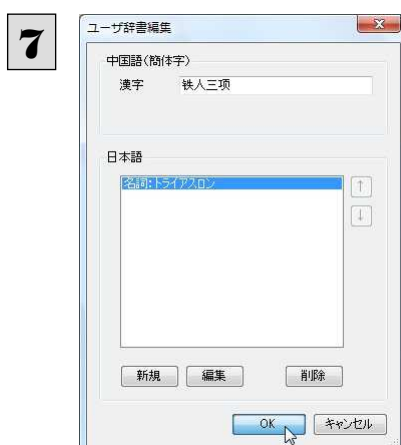 7
ユーザ辞書編集
中国語(簡体字)
漢字 铁人三项
日本語
名詞:トライアスロン
↑
↓
新規 編集 削除
OK キャンセル